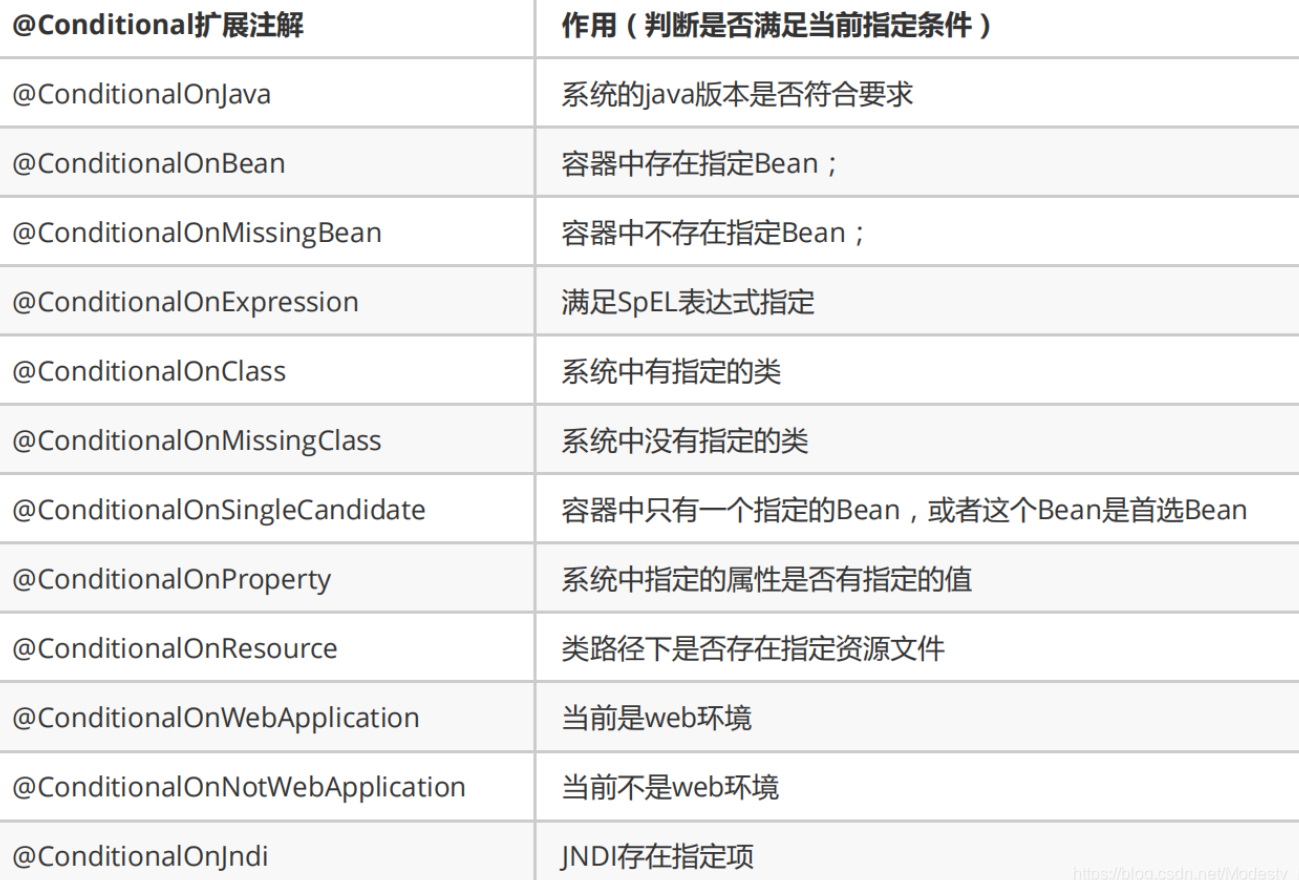 @Conditional扩展注解 作用（判断是否满足当前指定条件）
@ConditionalOnJava 系统的java版本是否符合要求
@ConditionalOnBean 容器中存在指定Bean；
@ConditionalOnMissingBean 容器中不存在指定Bean；
@ConditionalOnExpression 满足SpEL表达式指定
@ConditionalOnClass 系统中有指定的类
@ConditionalOnMissingClass 系统中没有指定的类
@ConditionalOnSingleCandidate 容器中只有一个指定的Bean，或者这个Bean是首选Bean
@ConditionalOnProperty 系统中指定的属性是否有指定的值
@ConditionalOnResource 类路径下是否存在指定资源文件
@ConditionalOnWebApplication 当前是web环境
@ConditionalOnNotWebApplication 当前不是web环境
@ConditionalOnJndi JNDI存在指定项
https://blog.csdn.net/Modesty